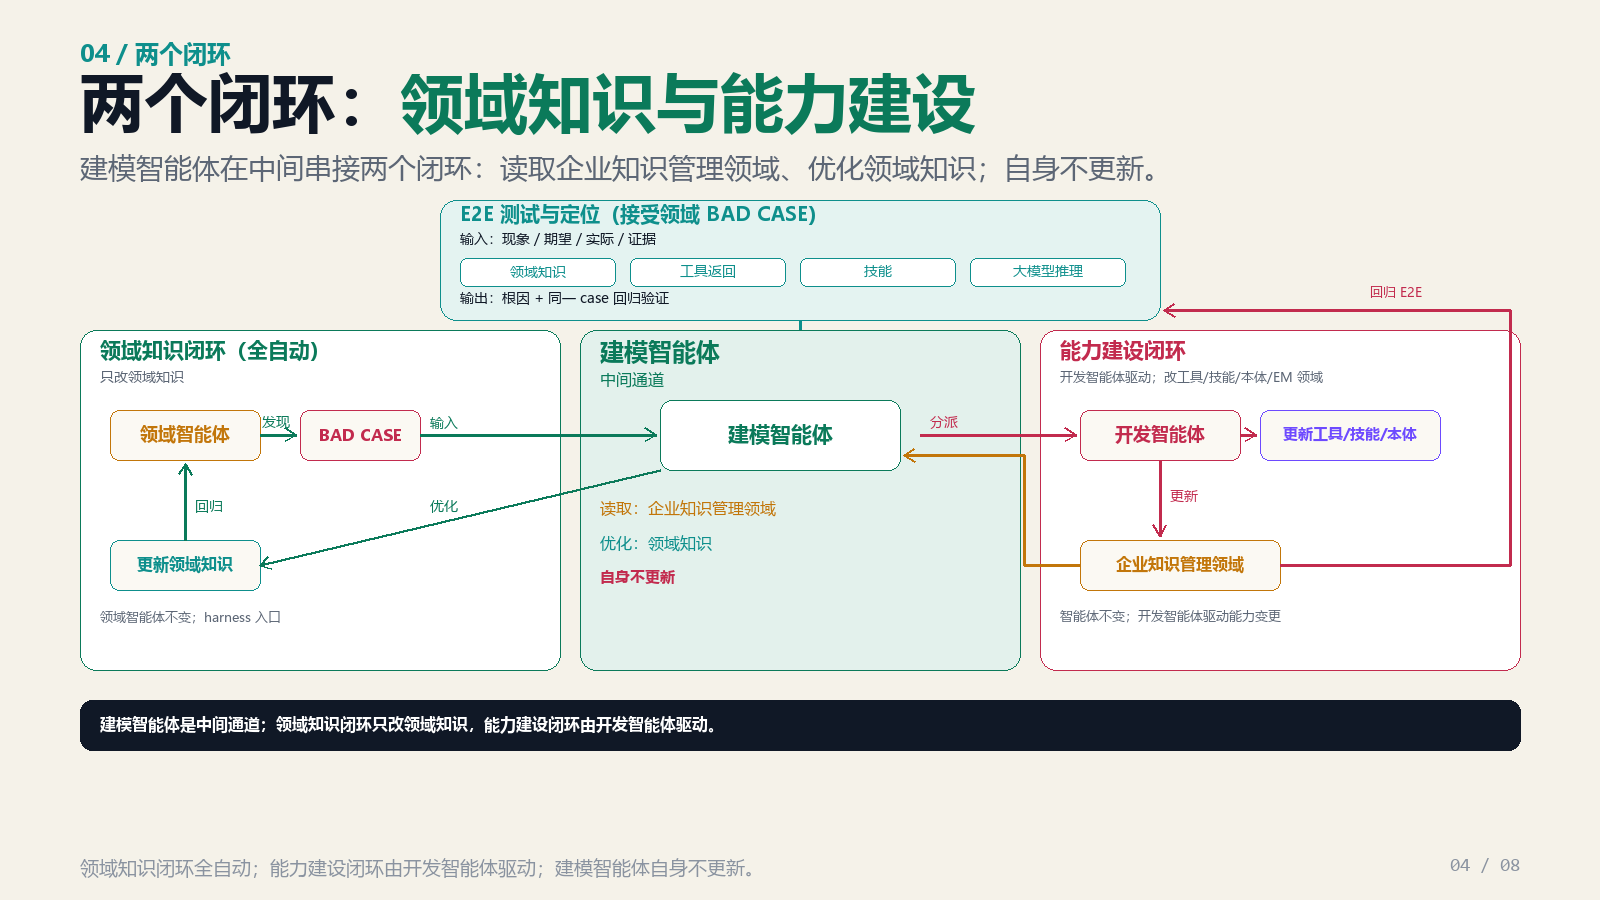 04 / 两个闭环
两个闭环：领域知识与能力建设
建模智能体在中间串接两个闭环：读取企业知识管理领域、优化领域知识；自身不更新。
E2E 测试与定位（接受领域 BAD CASE）
输入：现象 / 期望 / 实际 / 证据
领域知识
工具返回
技能
大模型推理
输出：根因 + 同一 case 回归验证
回归 E2E
领域知识闭环（全自动）
只改领域知识
领域智能体
发现
BAD CASE
输入
回归
优化
更新领域知识
领域智能体不变；harness 入口
建模智能体
中间通道
建模智能体
读取：企业知识管理领域
优化：领域知识
自身不更新
分派
能力建设闭环
开发智能体驱动；改工具/技能/本体/EM 领域
开发智能体
更新工具/技能/本体
更新
企业知识管理领域
智能体不变；开发智能体驱动能力变更
建模智能体是中间通道；领域知识闭环只改领域知识，能力建设闭环由开发智能体驱动。
领域知识闭环全自动；能力建设闭环由开发智能体驱动；建模智能体自身不更新。
04 / 08